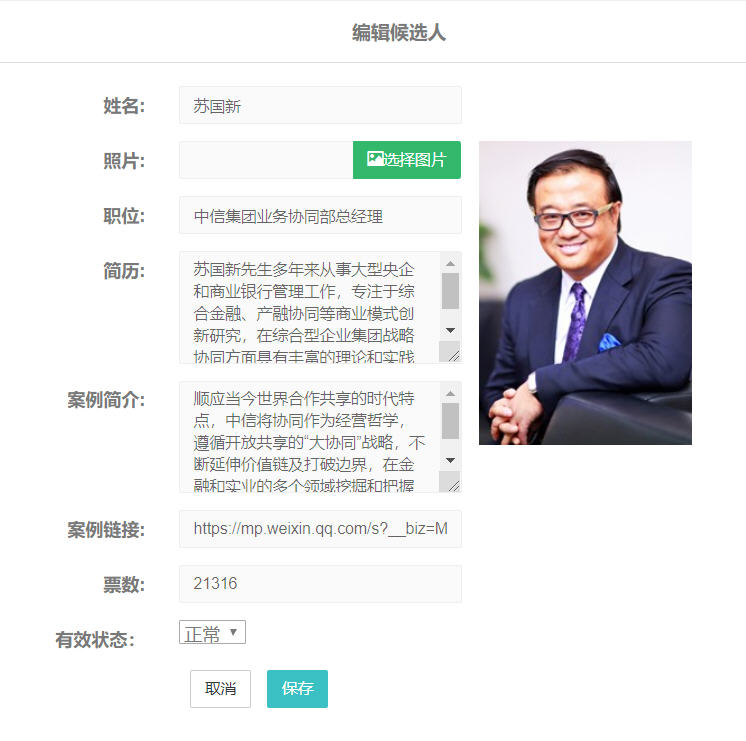 编辑候选人
姓名:
苏国新
照片:
选择图片
职位:
中信集团业务协同部总经理
简历:
苏国新先生多年来从事大型央企
和商业银行管理工作，专注于综
合金融、产融协同等商业模式创
新研究，在综合型企业集团战略
协同方面具有丰富的理论和实践
案例简介:
顺应当今世界合作共享的时代特
点，中信将协同作为经营哲学，
遵循开放共享的“大协同”战略，不
断延伸价值链及打破边界，在金
融和实业的多个领域挖掘和把握
案例链接:
https://mp.weixin.qq.com/s?__biz=M
票数:
21316
有效状态：
正常
取消 保存